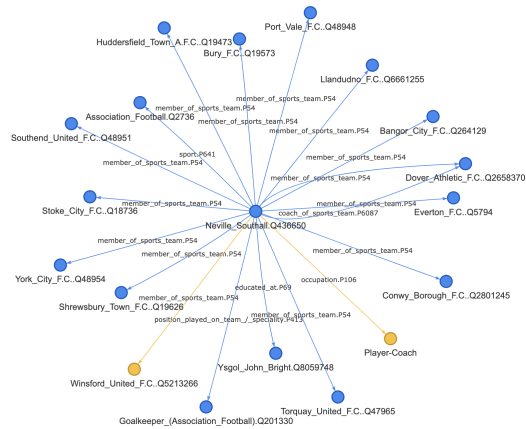 Port_Vale_F.C..Q48948
Huddersfield_Town_A.F.C..Q19473
Bury_F.C..Q19573
Llandudno_F.C..Q6661255
member_of_sports_team.P54
member_of_sports_team.P54
Association_Football.Q2736
member_of_sports_team.P54
Bangor_City_F.C..Q264129
Southend_United_F.C..Q48951
member_of_sports_team.P54
sport.P641
member_of_sports_team.P54
member_of_sports_team.P54
member_of_sports_team.P54
Dover_Athletic_F.C..Q2658370
member_of_sports_team.P54
member_of_sports_team.P54
Stoke_City_F.C..Q18736
coach_of_sports_team.P6087
Everton_F.C..Q5794
Neville_Southall.Q436650
member_of_sports_team.P54
member_of_sports_team.P54
member_of_sports_team.P54
York_City_F.C..Q48954
occupation.P106
educated_at.P69
Conwy_Borough_F.C..Q2801245
member_of_sports_team.P54
Shrewsbury_Town_F.C..Q19626
member_of_sports_team.P54
position_played_on_team_/_speciality.P413
Player-Coach
Ysgol_John_Bright.Q8059748
Winsford_United_F.C..Q5213266
Torquay_United_F.C..Q47965
Goalkeeper_(Association_Football).Q201330